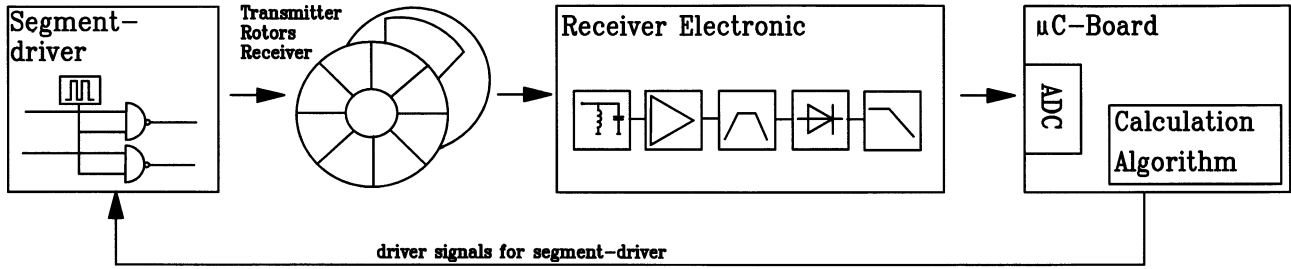 Segment-
driver
Transmitter
Rotors
Receiver
Receiver Electronic
μC-Board
ADC
Calculation
Algorithm
driver signals for segment-driver